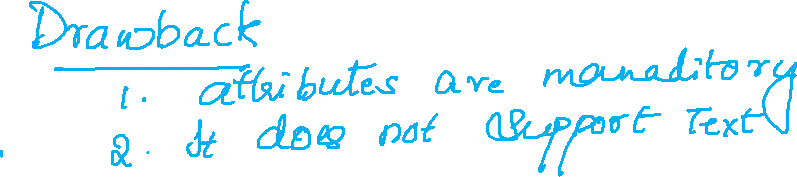 Drawback
1. attributes are manaditory
2. It does not support Text